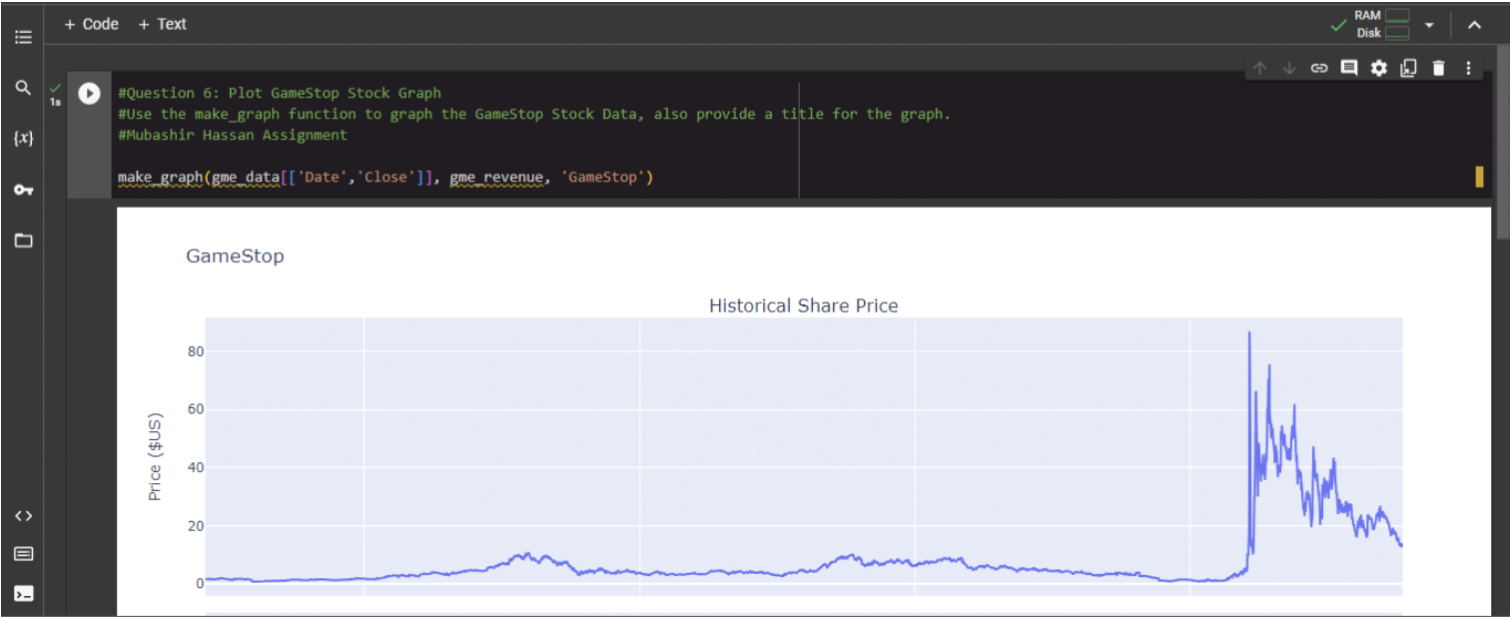 + Code + Text
RAM
Disk
{x}
1s
#Question 6: Plot GameStop Stock Graph
#Use the make_graph function to graph the GameStop Stock Data, also provide a title for the graph.
#Mubashir Hassan Assignment
make_graph(gme_data[['Date','Close']], gme_revenue, 'GameStop')
GameStop
Historical Share Price
Price ($US)
80
60
40
20
0